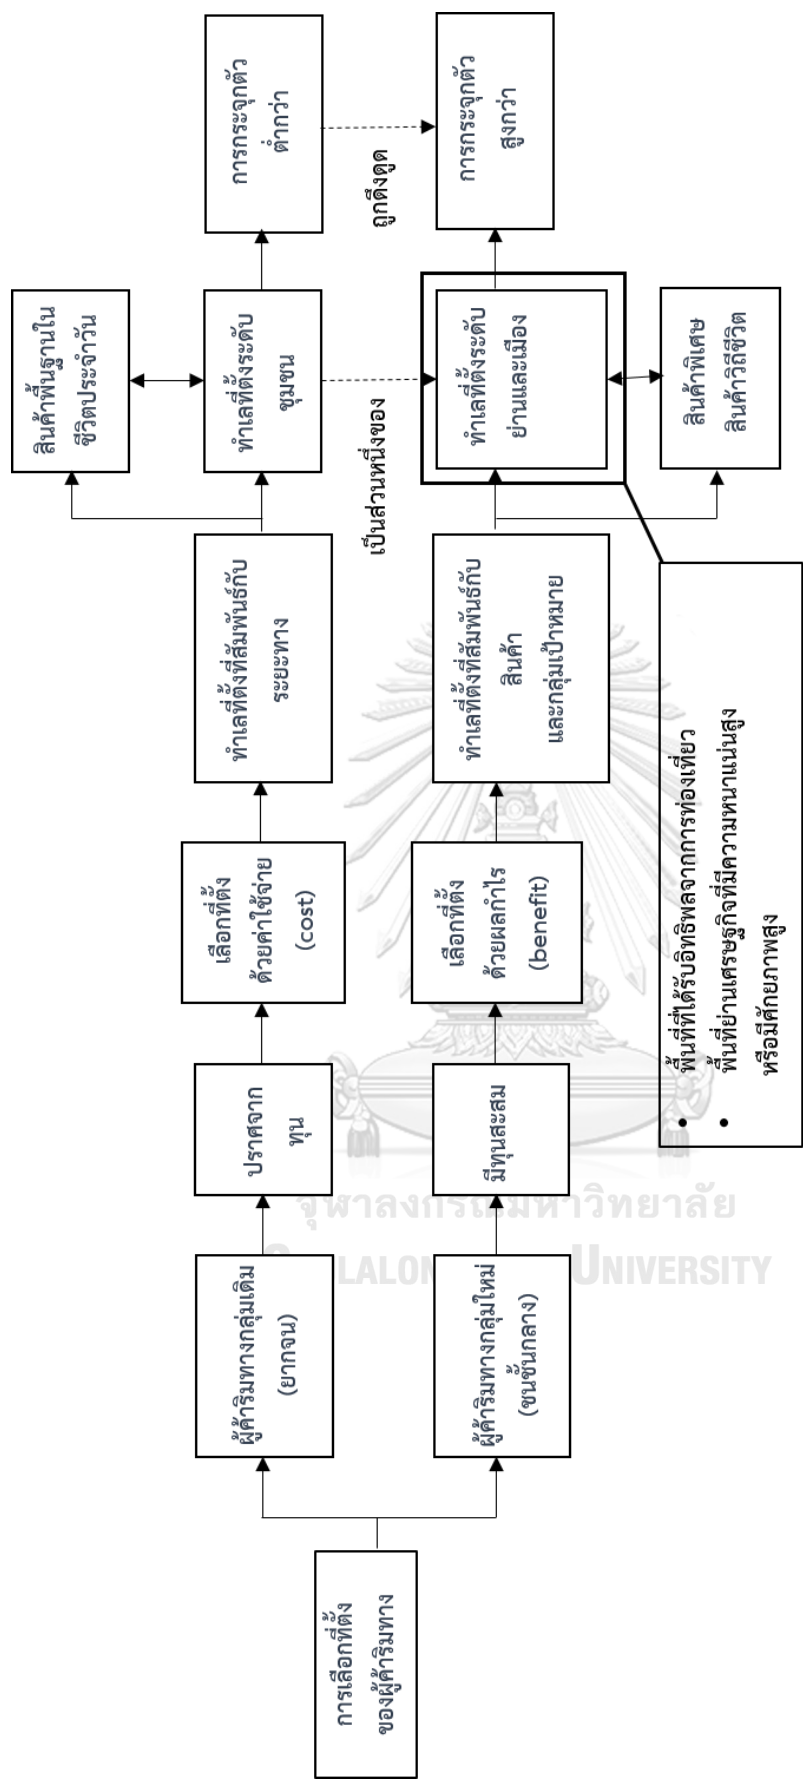 การเลือกที่ตั้ง
ของผู้ค้าริมทาง
ผู้ค้าริมทางกลุ่มเดิม
(ยากจน)
ปราศจาก
ทุน
เลือกที่ตั้ง
ด้วยค่าใช้จ่าย
(cost)
ทำเลที่ตั้งที่สัมพันธ์กับ
ระยะทาง
สินค้าพื้นฐานใน
ชีวิตประจำวัน
ทำเลที่ตั้งระดับ
ชุมชน
การกระจุกตัว
ต่ำกว่า
เป็นส่วนหนึ่งของ
ถูกดึงดูด
ผู้ค้าริมทางกลุ่มใหม่
(ชนชั้นกลาง)
มีทุนสะสม
เลือกที่ตั้ง
ด้วยผลกำไร
(benefit)
ทำเลที่ตั้งที่สัมพันธ์กับ
สินค้า
และกลุ่มเป้าหมาย
ทำเลที่ตั้งระดับ
ย่านและเมือง
การกระจุกตัว
สูงกว่า
สินค้าพิเศษ
สินค้าวิถีชีวิต
• พื้นที่ที่ได้รับอิทธิพลจากการท่องเที่ยว
• พื้นที่ย่านเศรษฐกิจที่มีความหนาแน่นสูง
หรือมีศักยภาพสูง
จุฬาลงกรณ์มหาวิทยาลัย
UNIVERSITY